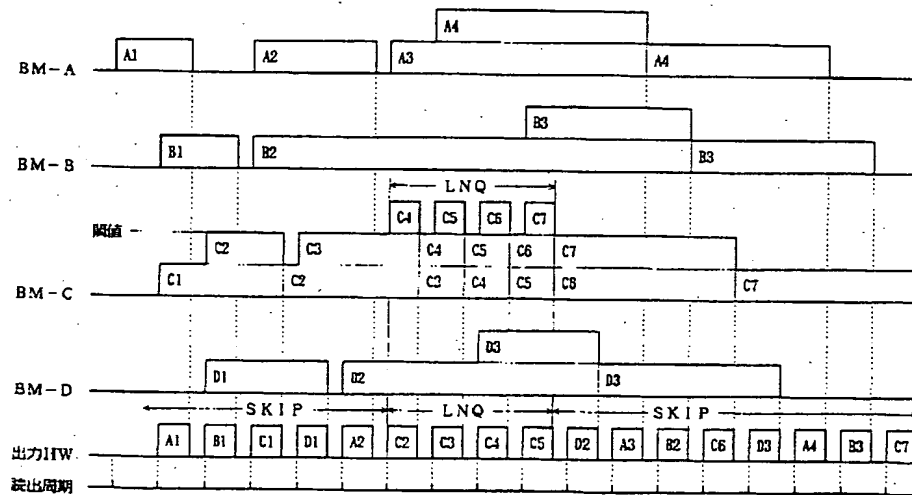 A4
A1 A2 A3 A4
BM-A
B3
B1 B2 B3
BM-B
LNQ
C4 C5 C6 C7
閾値
C2 C3 C4 C5 C6 C7
C1 C2 C3 C4 C5 C6 C7
BM-C
D3
D1 D2 D3
BM-D
SKIP LNQ SKIP
出力HW A1 B1 C1 D1 A2 C2 C3 C4 C5 D2 A3 B2 C6 D3 A4 B3 C7
読出周期